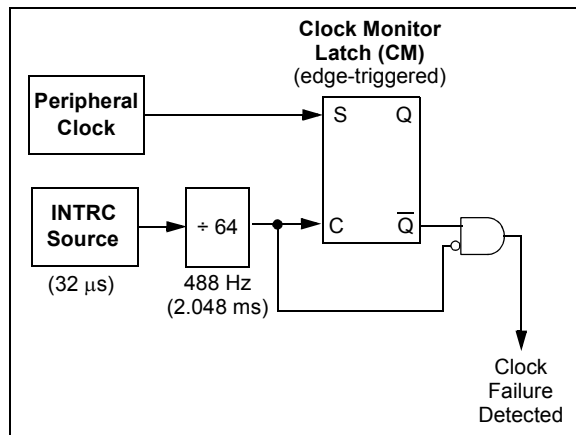 Clock Monitor
Latch (CM)
(edge-triggered)
Peripheral
Clock
S
Q
INTRC
Source
(32 μs)
÷ 64
488 Hz
(2.048 ms)
C
Q̅
Clock
Failure
Detected